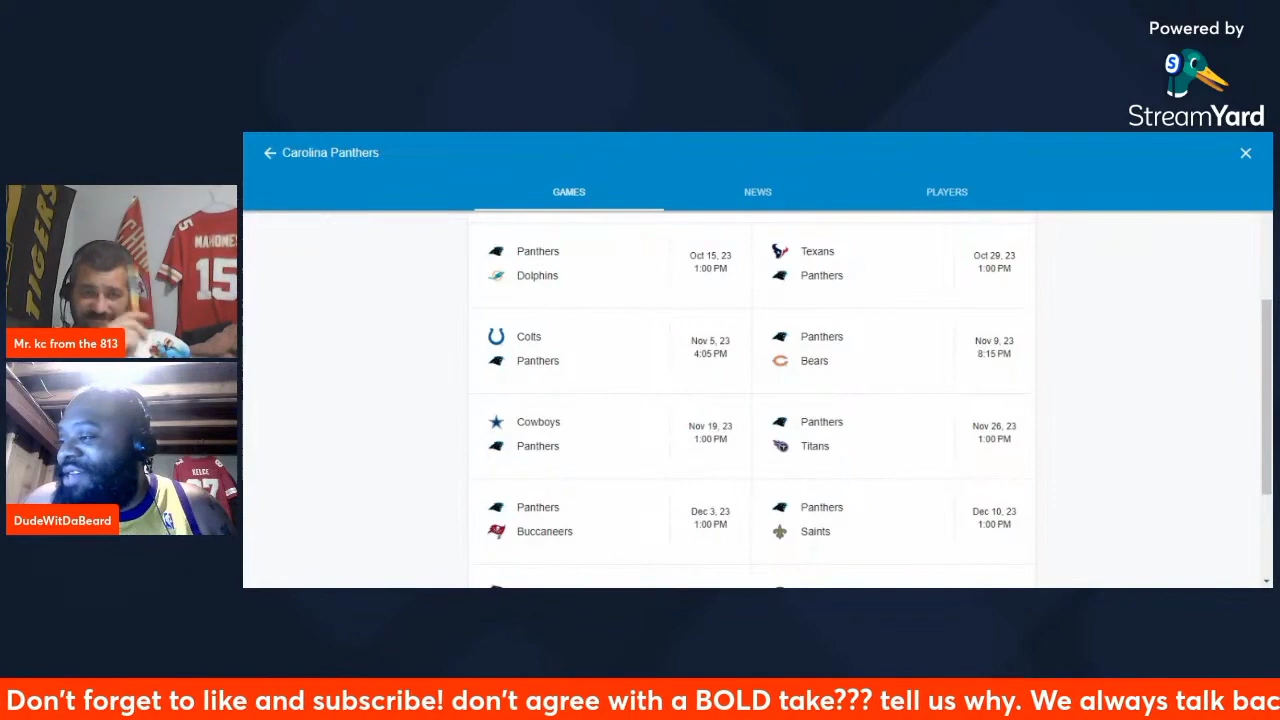 Powered by
StreamYard
Carolina Panthers
GAMES
NEWS
PLAYERS
Panthers
Dolphins
Oct 15, 23
1:00 PM
Texans
Panthers
Oct 29, 23
1:00 PM
Colts
Panthers
Nov 5, 23
4:05 PM
Panthers
Bears
Nov 9, 23
8:15 PM
Cowboys
Panthers
Nov 19, 23
1:00 PM
Panthers
Titans
Nov 26, 23
1:00 PM
Panthers
Buccaneers
Dec 3, 23
1:00 PM
Panthers
Saints
Dec 10, 23
1:00 PM
TIGERS
MAHOMES
15
Mr. kc from the 813
KELCE
87
DudeWitDaBeard
Don't forget to like and subscribe! don't agree with a BOLD take??? tell us why. We always talk bac